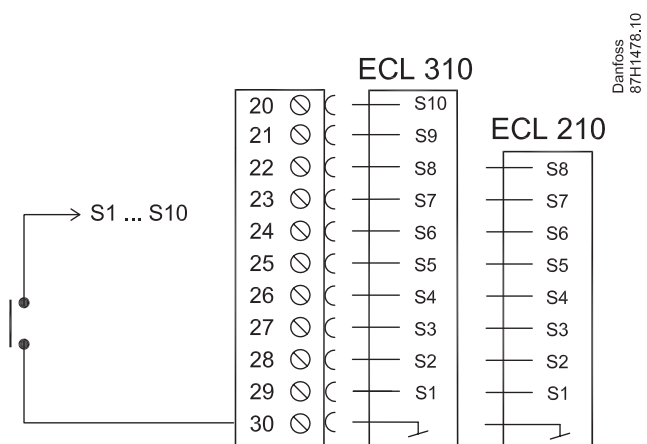 Danfoss
87H1478.10
ECL 310
ECL 210
20 S10
21 S9
22 S8 S8
23 S7 S7
S1 ... S10
24 S6 S6
25 S5 S5
26 S4 S4
27 S3 S3
28 S2 S2
29 S1 S1
30